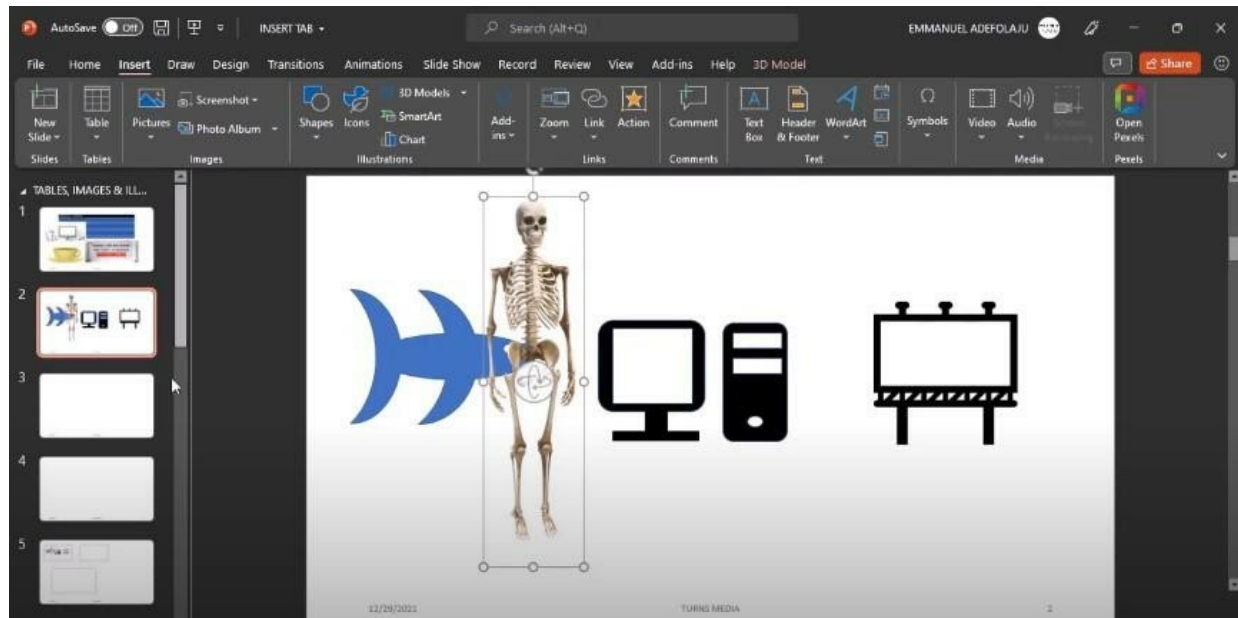 AutoSave Off INSERT TAB Search (Alt+Q) EMMANUEL ADEFOLAJU
File Home Insert Draw Design Transitions Animations Slide Show Record Review View Add-ins Help 3D Model Share
New Slide
Table
Pictures
Screenshot
Photo Album
Shapes
Icons
3D Models
SmartArt
Chart
Add-ins
Zoom
Link
Action
Comment
Text Box
Header & Footer
WordArt
Symbols
Video
Audio
Open Pexels
Slides Tables Images Illustrations Links Comments Text Media Pexels
TABLES, IMAGES & ILL...
1
2
3
4
5
12/29/2021 TURNS MEDIA 2